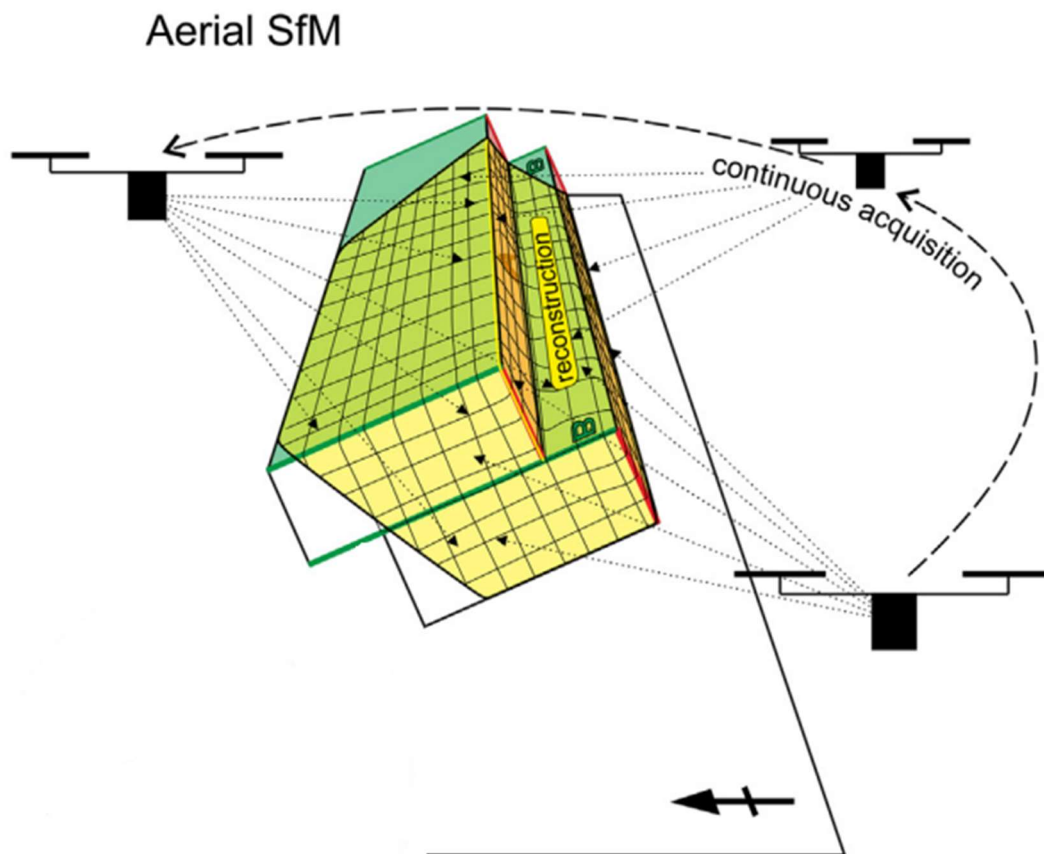 Aerial SfM
continuous acquisition
B
reconstruction
B